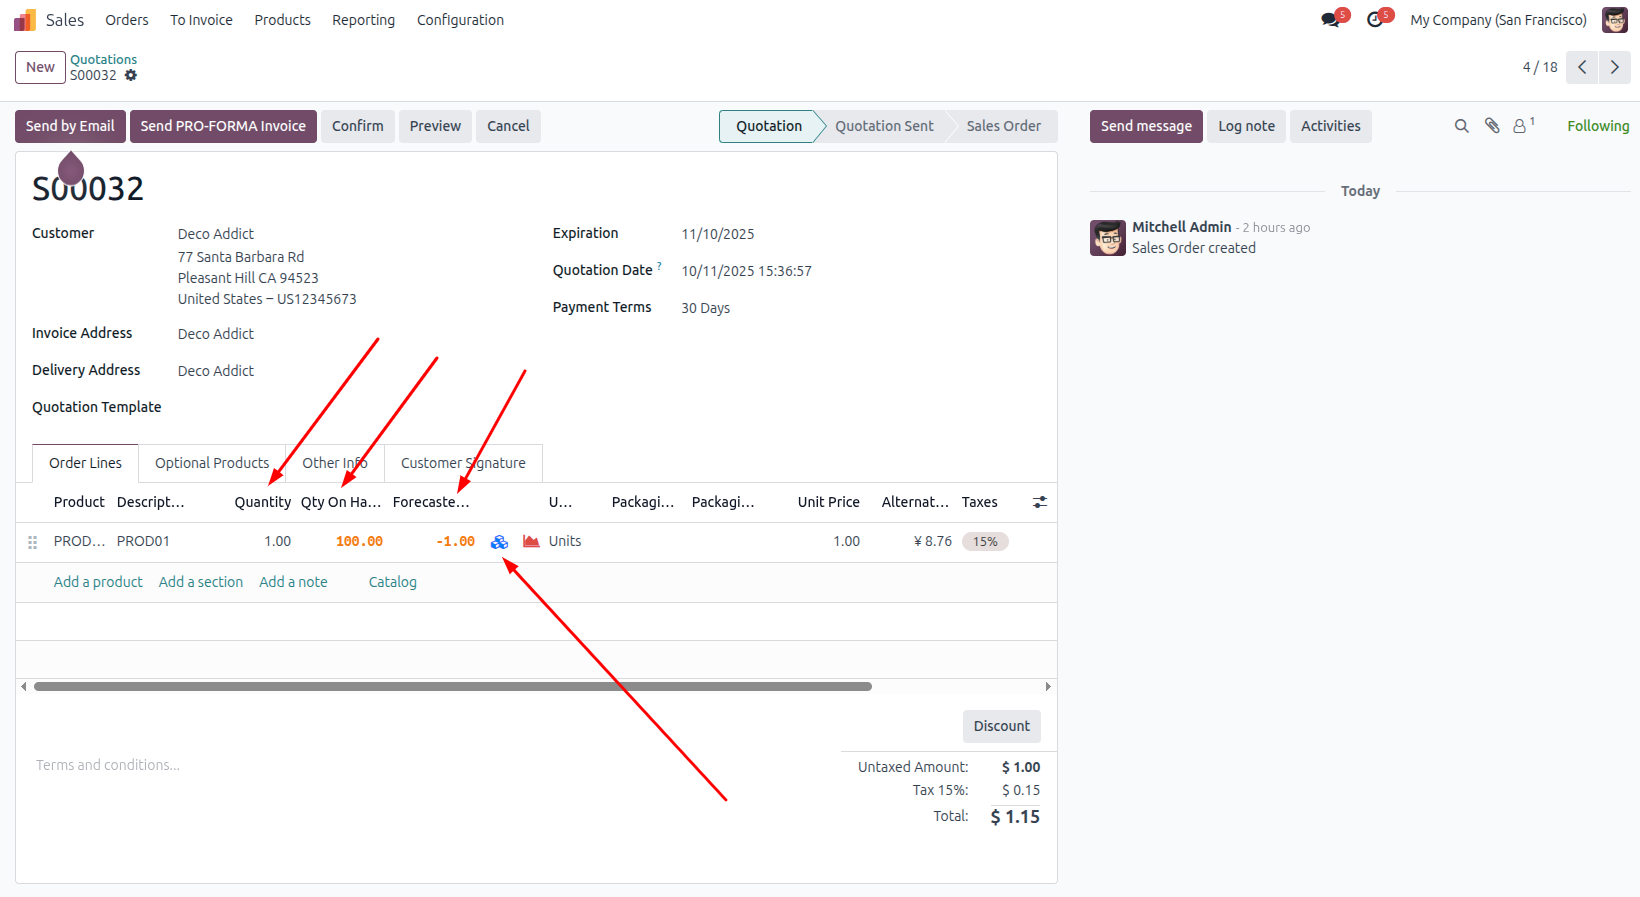 Sales Orders To Invoice Products Reporting Configuration 5 5 My Company (San Francisco)
New Quotations
S00032 4 / 18
Send by Email Send PRO-FORMA Invoice Confirm Preview Cancel Quotation Quotation Sent Sales Order Send message Log note Activities 1 Following
S00032
Today
Customer Deco Addict
77 Santa Barbara Rd
Pleasant Hill CA 94523
United States – US12345673
Expiration 11/10/2025
Quotation Date ? 10/11/2025 15:36:57
Payment Terms 30 Days
Mitchell Admin - 2 hours ago
Sales Order created
Invoice Address Deco Addict
Delivery Address Deco Addict
Quotation Template
Order Lines Optional Products Other Info Customer Signature
Product Descript... Quantity Qty On Ha... Forecaste... U... Packagi... Packagi... Unit Price Alternat... Taxes
PROD... PROD01 1.00 100.00 -1.00 Units 1.00 ¥ 8.76 15%
Add a product Add a section Add a note Catalog
Discount
Terms and conditions...
Untaxed Amount: $ 1.00
Tax 15%: $ 0.15
Total: $ 1.15